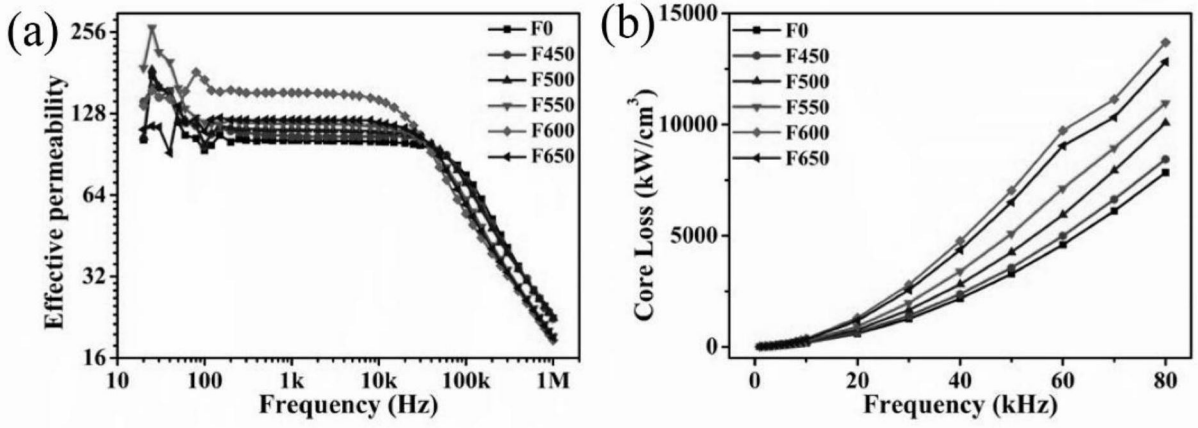 (a)
256
128
64
32
16
Effective permeability
10
100
1k
10k
100k
1M
Frequency (Hz)
F0
F450
F500
F550
F600
F650
(b)
15000
10000
5000
0
Core Loss (kW/cm³)
0
20
40
60
80
Frequency (kHz)
F0
F450
F500
F550
F600
F650